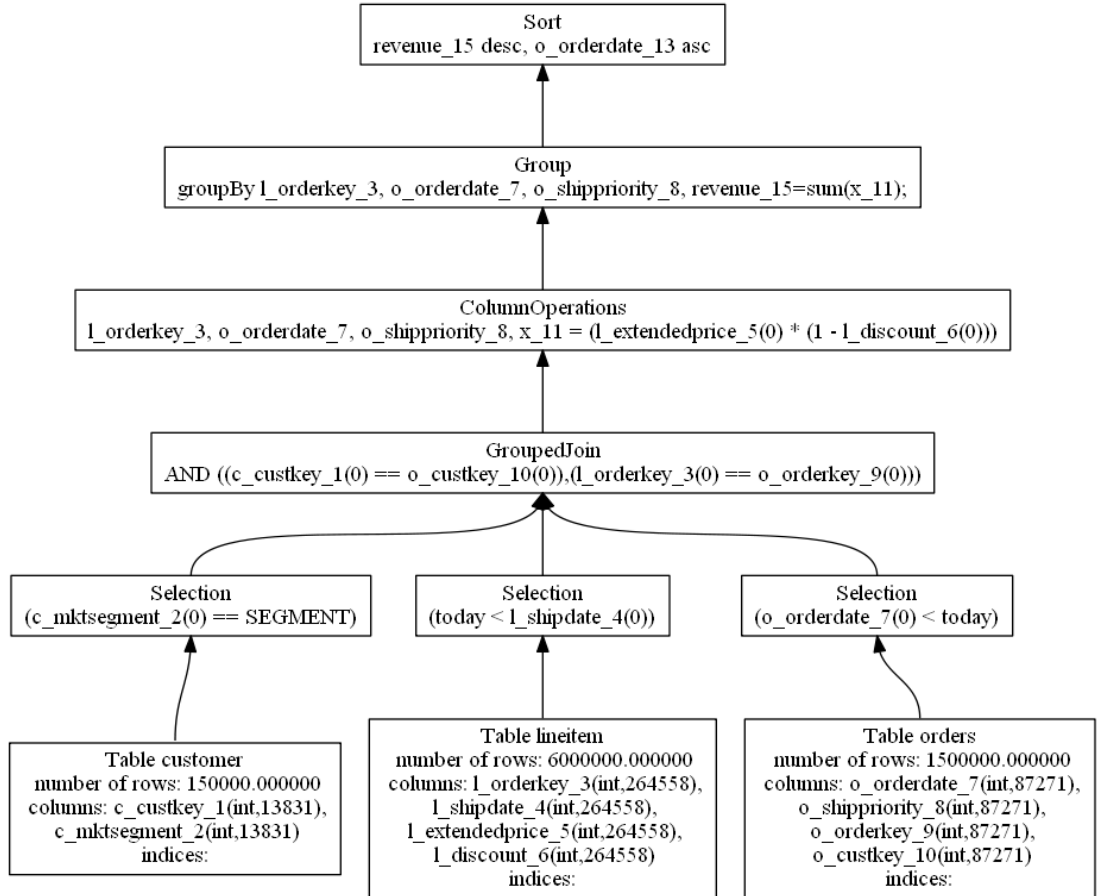 Sort
revenue_15 desc, o_orderdate_13 asc
Group
groupBy l_orderkey_3, o_orderdate_7, o_shippriority_8, revenue_15=sum(x_11);
ColumnOperations
l_orderkey_3, o_orderdate_7, o_shippriority_8, x_11 = (l_extendedprice_5(0) * (1 - l_discount_6(0)))
GroupedJoin
AND ((c_custkey_1(0) == o_custkey_10(0)),(l_orderkey_3(0) == o_orderkey_9(0)))
Selection
(c_mktsegment_2(0) == SEGMENT)
Selection
(today < l_shipdate_4(0))
Selection
(o_orderdate_7(0) < today)
Table customer
number of rows: 150000.000000
columns: c_custkey_1(int,13831),
c_mktsegment_2(int,13831)
indices:
Table lineitem
number of rows: 6000000.000000
columns: l_orderkey_3(int,264558),
l_shipdate_4(int,264558),
l_extendedprice_5(int,264558),
l_discount_6(int,264558)
indices:
Table orders
number of rows: 1500000.000000
columns: o_orderdate_7(int,87271),
o_shippriority_8(int,87271),
o_orderkey_9(int,87271),
o_custkey_10(int,87271)
indices: